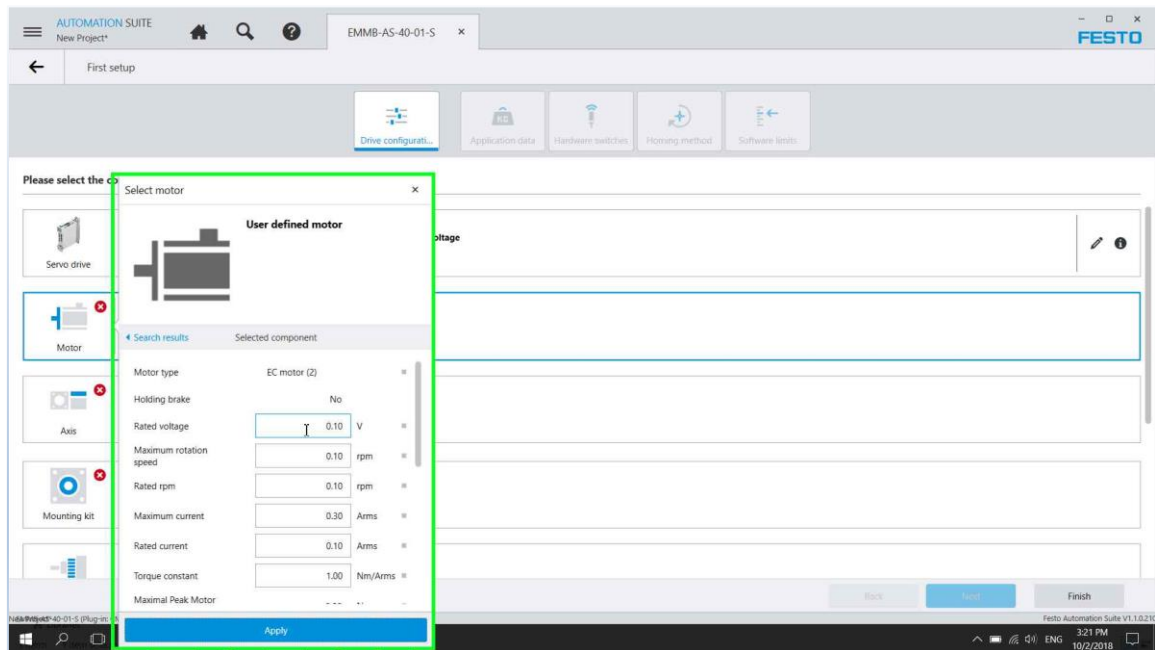 AUTOMATION SUITE
New Project*
EMMB-AS-40-01-S ×
FESTO
First setup
Drive configurati...
Application data
Hardware switches
Homing method
Software limits
Please select the
Select motor
User defined motor
oltage
Servo drive
Search results Selected component
Motor
Motor type EC motor (2)
Holding brake No
Rated voltage 0.10 V
Axis
Maximum rotation
speed 0.10 rpm
Rated rpm 0.10 rpm
Mounting kit
Maximum current 0.30 Arms
Rated current 0.10 Arms
Torque constant 1.00 Nm/Arms
Maximal Peak Motor
Back Next Finish
40-01-S (Plug-in:
Festo Automation Suite V1.1.0.210
Apply
ENG
3:21 PM
10/2/2018